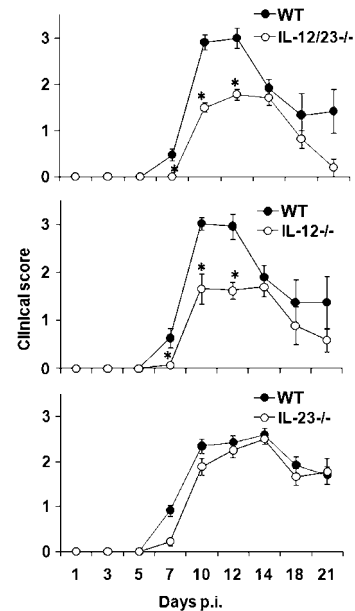 WT
IL-12/23-/-
3
2
1
0
* * *
WT
IL-12-/-
3
2
1
0
* * *
Clinical score
WT
IL-23-/-
3
2
1
0
1 3 5 7 10 12 14 18 21
Days p.i.